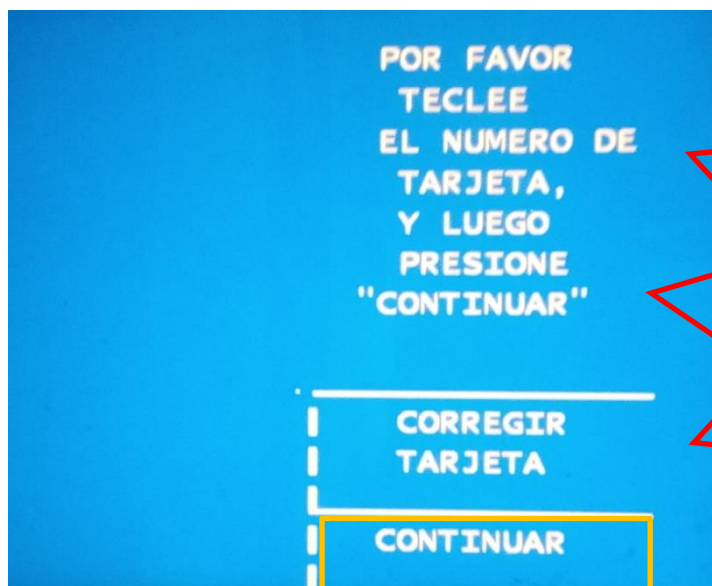 POR FAVOR
TECLEE
EL NUMERO DE
TARJETA,
Y LUEGO
PRESIONE
"CONTINUAR"
CORREGIR
TARJETA
CONTINUAR